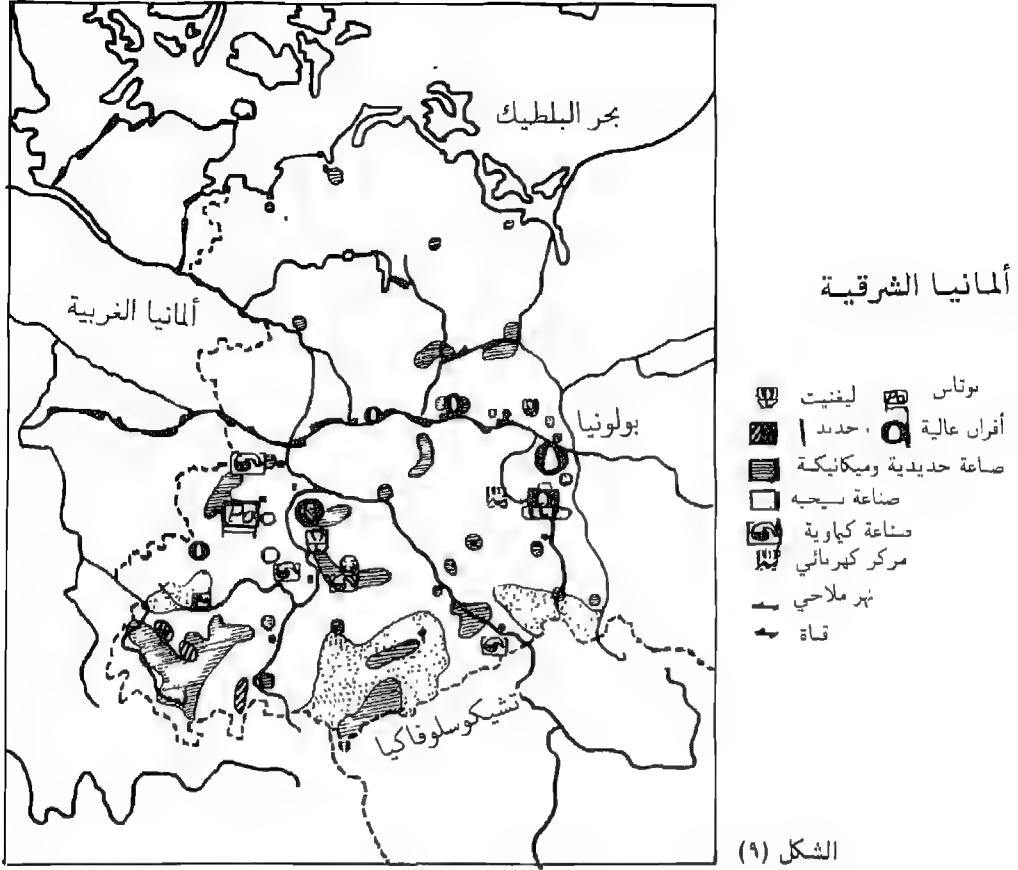 بحر البلطيك
ألمانيا الغربية
بولونيا
تشيكوسلوفاكيا
ألمانيا الشرقية
ليغنيت
بوتاس
حديد
أفران عالية
صناعة حديدية وميكانيكية
صناعة نسيجية
صناعة كيماوية
مركز كهربائي
نهر ملاحي
قناة
الشكل (٩)